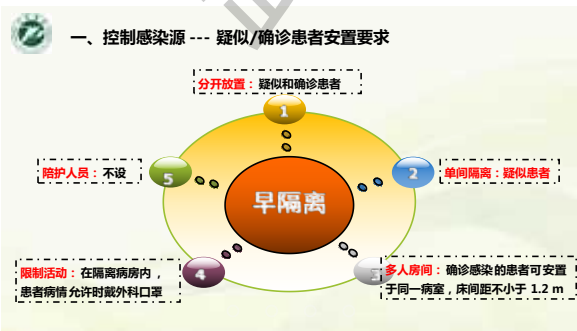 一、控制感染源 --- 疑似/确诊患者安置要求
分开放置：疑似和确诊患者
1
陪护人员：不设
5
2
单间隔离：疑似患者
早隔离
限制活动：在隔离病房内，
患者病情允许时戴外科口罩
4
3
多人房间：确诊感染的患者可安置
于同一病室，床间距不小于 1.2 m